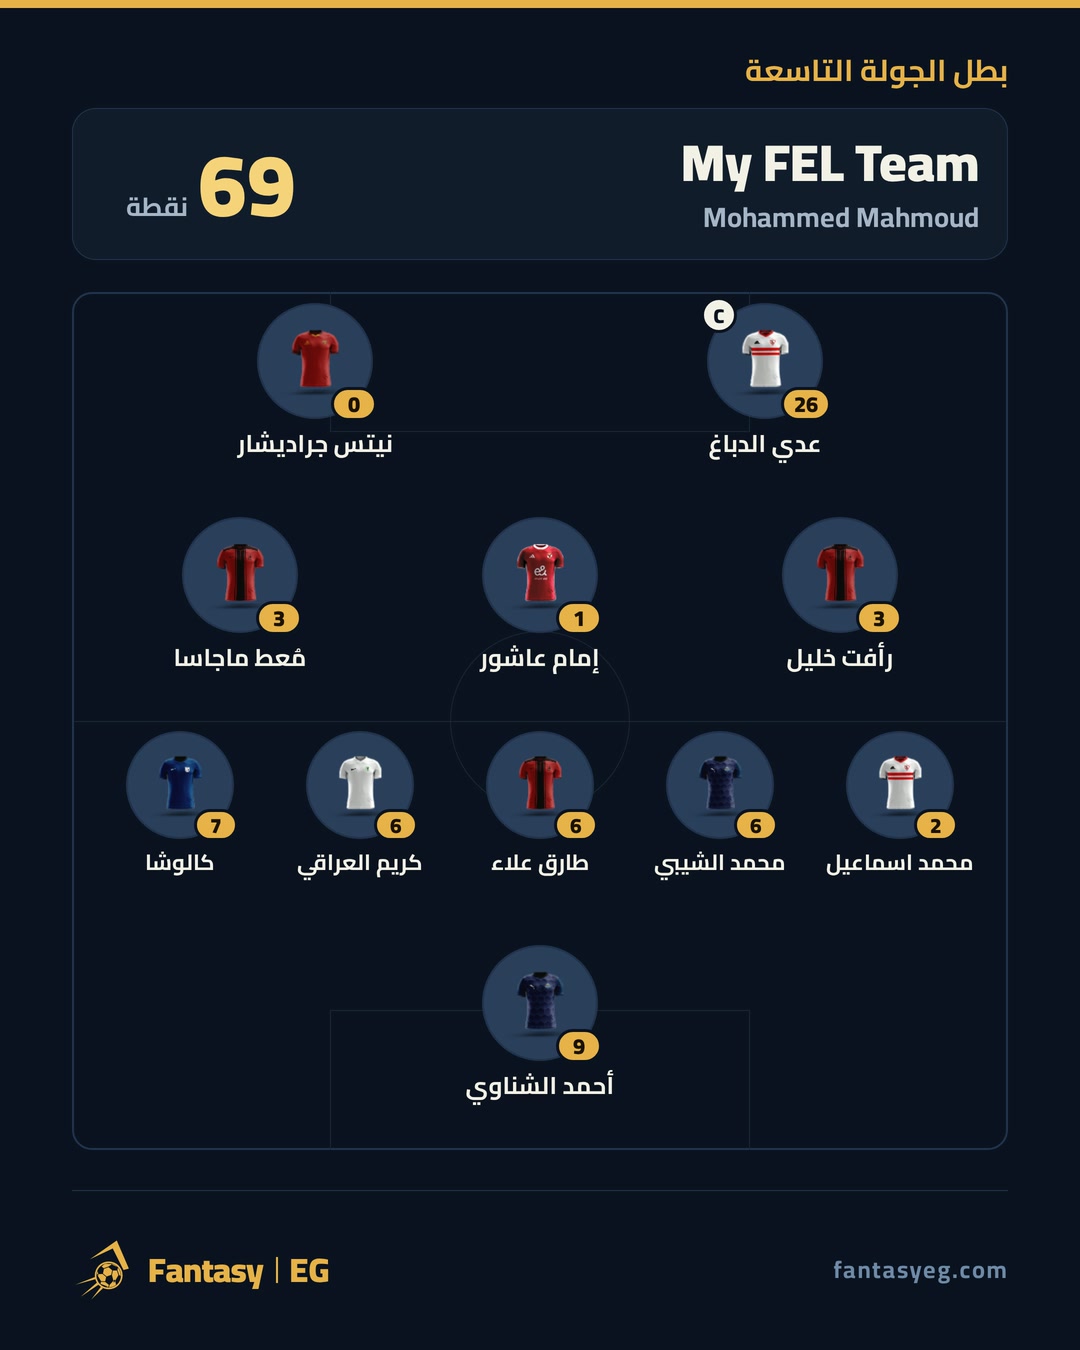 بطل الجولة التاسعة
My FEL Team
Mohammed Mahmoud
69 نقطة
C
26
عدي الدباغ
0
نيتس جراديشار
3
رأفت خليل
1
إمام عاشور
3
مُعط ماجاسا
2
محمد اسماعيل
6
محمد الشيبي
6
طارق علاء
6
كريم العراقي
7
كالوشا
9
أحمد الشناوي
Fantasy | EG
fantasyeg.com